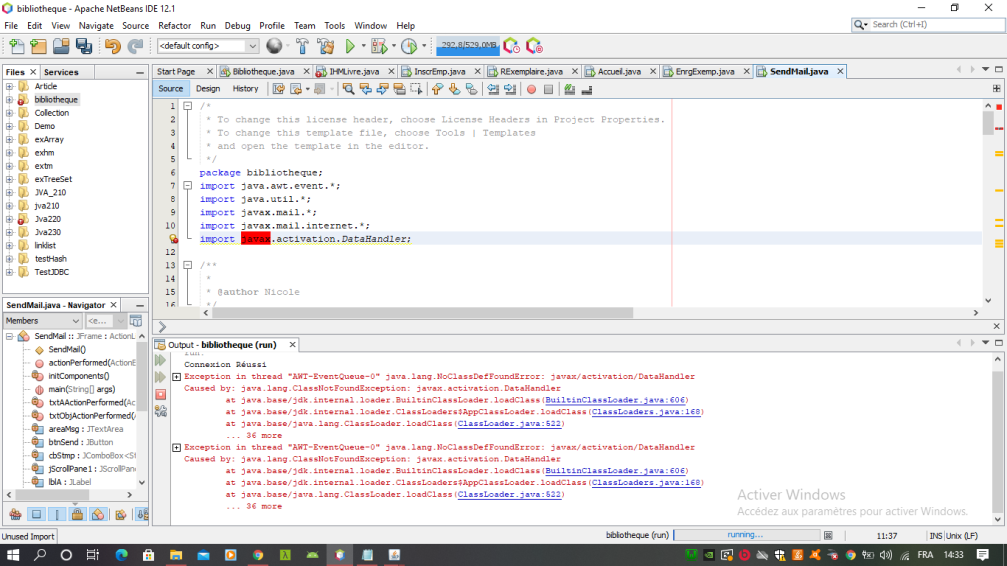 bibliotheque - Apache NetBeans IDE 12.1
File Edit View Navigate Source Refactor Run Debug Profile Team Tools Window Help
Search (Ctrl+I)
<default config>
292,8/529,0MB
Files Services
Start Page Bibliotheque.java IHMLivre.java InscrEmp.java RExemplaire.java Accueil.java EnrgExemp.java SendMail.java
Source Design History
Article
bibliotheque
Collection
Demo
exArray
exhm
extm
exTreeSet
JVA_210
jva210
Jva220
Jva230
linklist
testHash
TestJDBC
1 /*
2 * To change this license header, choose License Headers in Project Properties.
3 * To change this template file, choose Tools | Templates
4 * and open the template in the editor.
5 */
6 package bibliotheque;
7 import java.awt.event.*;
8 import java.util.*;
9 import javax.mail.*;
10 import javax.mail.internet.*;
import javax.activation.DataHandler;
12
13 /**
14 *
15 * @author Nicole
16 */
SendMail.java - Navigator
Members <e...
SendMail :: JFrame : ActionL
SendMail()
actionPerformed(ActionE
initComponents()
main(String[] args)
txtAActionPerformed(Ac
txtObjActionPerformed(
areaMsg : JTextArea
btnSend : JButton
cbStmp : JComboBox<St
jScrollPane1 : JScrollPan
lblA : JLabel
Output - bibliotheque (run)
run:
Connexion Réussi
Exception in thread "AWT-EventQueue-0" java.lang.NoClassDefFoundError: javax/activation/DataHandler
Caused by: java.lang.ClassNotFoundException: javax.activation.DataHandler
at java.base/jdk.internal.loader.BuiltinClassLoader.loadClass(BuiltinClassLoader.java:606)
at java.base/jdk.internal.loader.ClassLoaders$AppClassLoader.loadClass(ClassLoaders.java:168)
at java.base/java.lang.ClassLoader.loadClass(ClassLoader.java:522)
... 36 more
Exception in thread "AWT-EventQueue-0" java.lang.NoClassDefFoundError: javax/activation/DataHandler
Caused by: java.lang.ClassNotFoundException: javax.activation.DataHandler
at java.base/jdk.internal.loader.BuiltinClassLoader.loadClass(BuiltinClassLoader.java:606)
at java.base/jdk.internal.loader.ClassLoaders$AppClassLoader.loadClass(ClassLoaders.java:168)
at java.base/java.lang.ClassLoader.loadClass(ClassLoader.java:522)
... 36 more
Activer Windows
Accédez aux paramètres pour activer Windows.
Unused Import
bibliotheque (run) running... 11:37 INS Unix (LF)
FRA 14:33